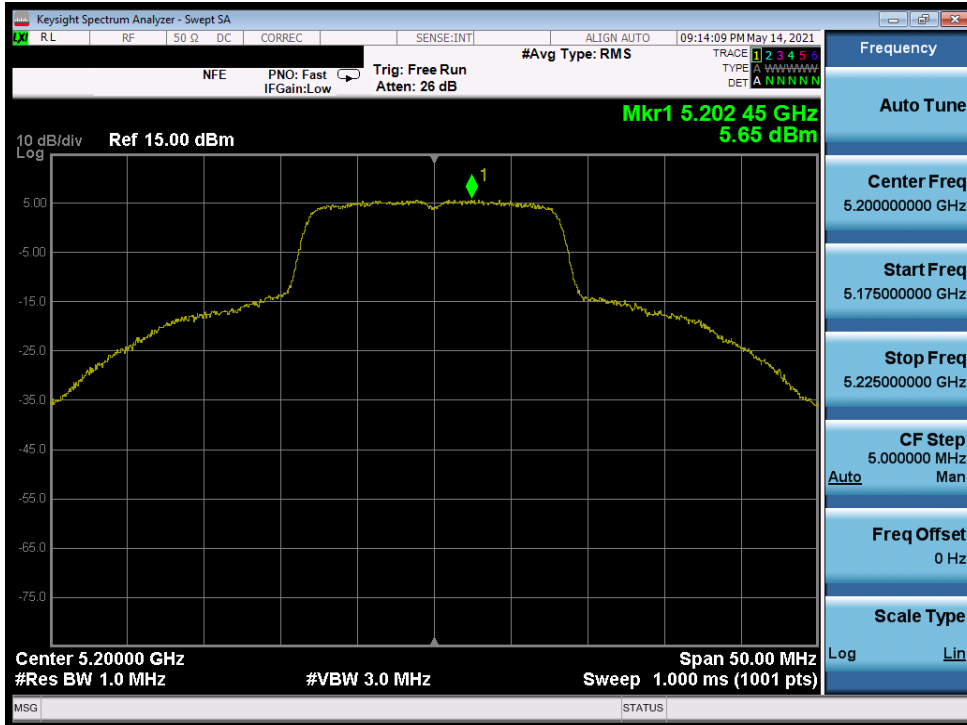 Keysight Spectrum Analyzer - Swept SA
LXI RL RF 50 Ω DC CORREC SENSE:INT ALIGN AUTO 09:14:09 PM May 14, 2021
#Avg Type: RMS TRACE 1 2 3 4 5 6
NFE PNO: Fast Trig: Free Run TYPE A WWWWW
IFGain:Low Atten: 26 dB DET A N N N N N
Mkr1 5.202 45 GHz
5.65 dBm
10 dB/div Ref 15.00 dBm
Log
1
5.00
-5.00
-15.0
-25.0
-35.0
-45.0
-55.0
-65.0
-75.0
Center 5.20000 GHz Span 50.00 MHz
#Res BW 1.0 MHz #VBW 3.0 MHz Sweep 1.000 ms (1001 pts)
MSG STATUS
Frequency
Auto Tune
Center Freq
5.200000000 GHz
Start Freq
5.175000000 GHz
Stop Freq
5.225000000 GHz
CF Step
5.000000 MHz
Auto Man
Freq Offset
0 Hz
Scale Type
Log Lin